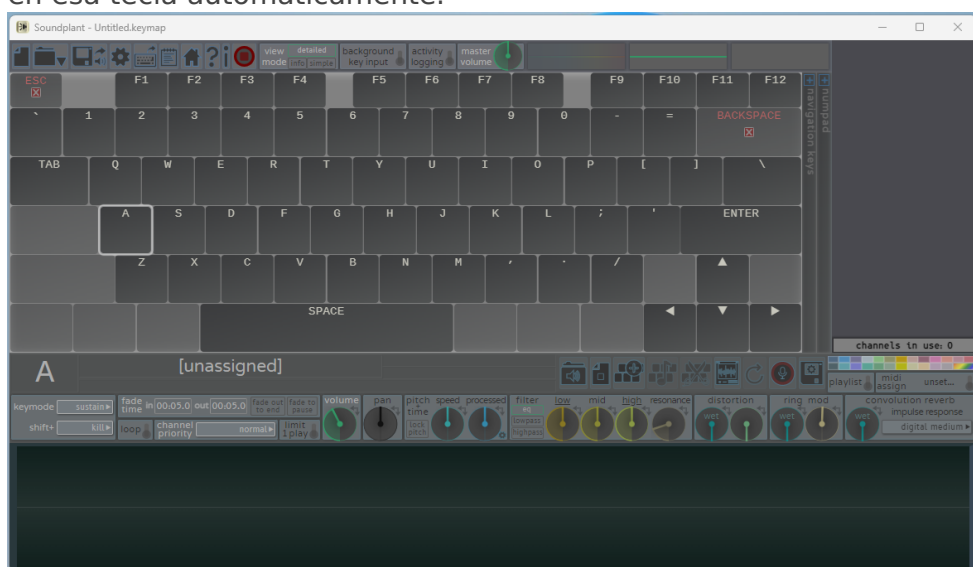 en esa tecla automáticamente.
Soundplant - Untitled.keymap
view mode detailed info simple background key input activity logging master volume
ESC F1 F2 F3 F4 F5 F6 F7 F8 F9 F10 F11 F12
` 1 2 3 4 5 6 7 8 9 0 - = BACKSPACE
TAB Q W E R T Y U I O P [ ] \
A S D F G H J K L ; ' ENTER
Z X C V B N M , . /
SPACE
navigation keys
numpad
channels in use: 0
A [unassigned]
playlist midi assign unset...
keymode sustain fade time in 00:05.0 out 00:05.0 fade out to end fade to pause volume pan pitch speed processed time lock pitch filter eq lowpass highpass low mid high resonance distortion wet ring mod wet convolution reverb wet impulse response digital medium
shift+ kill loop channel priority normal limit 1 play